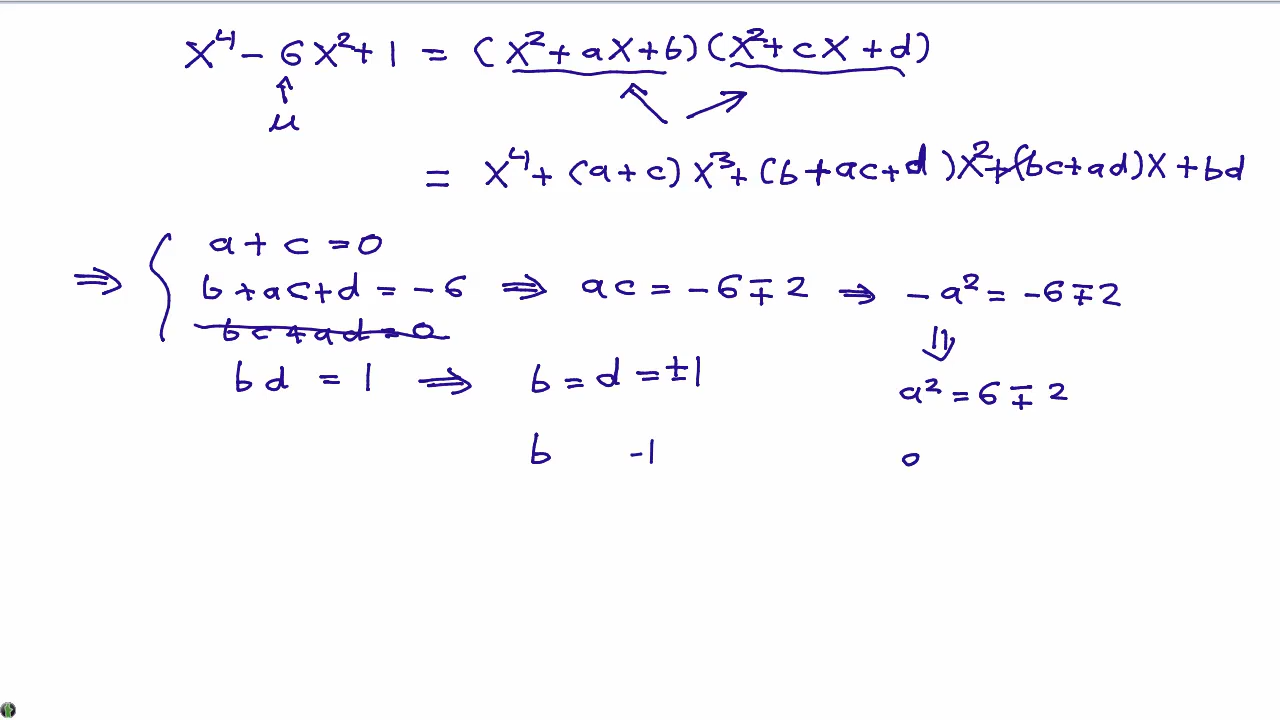 X⁴ - 6X² + 1 = (X² + aX + b)(X² + cX + d)
μ
= X⁴ + (a + c)X³ + (b + ac + d)X² + (bc + ad)X + bd
⇒ { a + c = 0
b + ac + d = -6 ⇒ ac = -6 ∓ 2 ⇒ -a² = -6 ∓ 2
bc + ad = 0
⇓
bd = 1 ⇒ b = d = ±1
a² = 6 ∓ 2
b -1